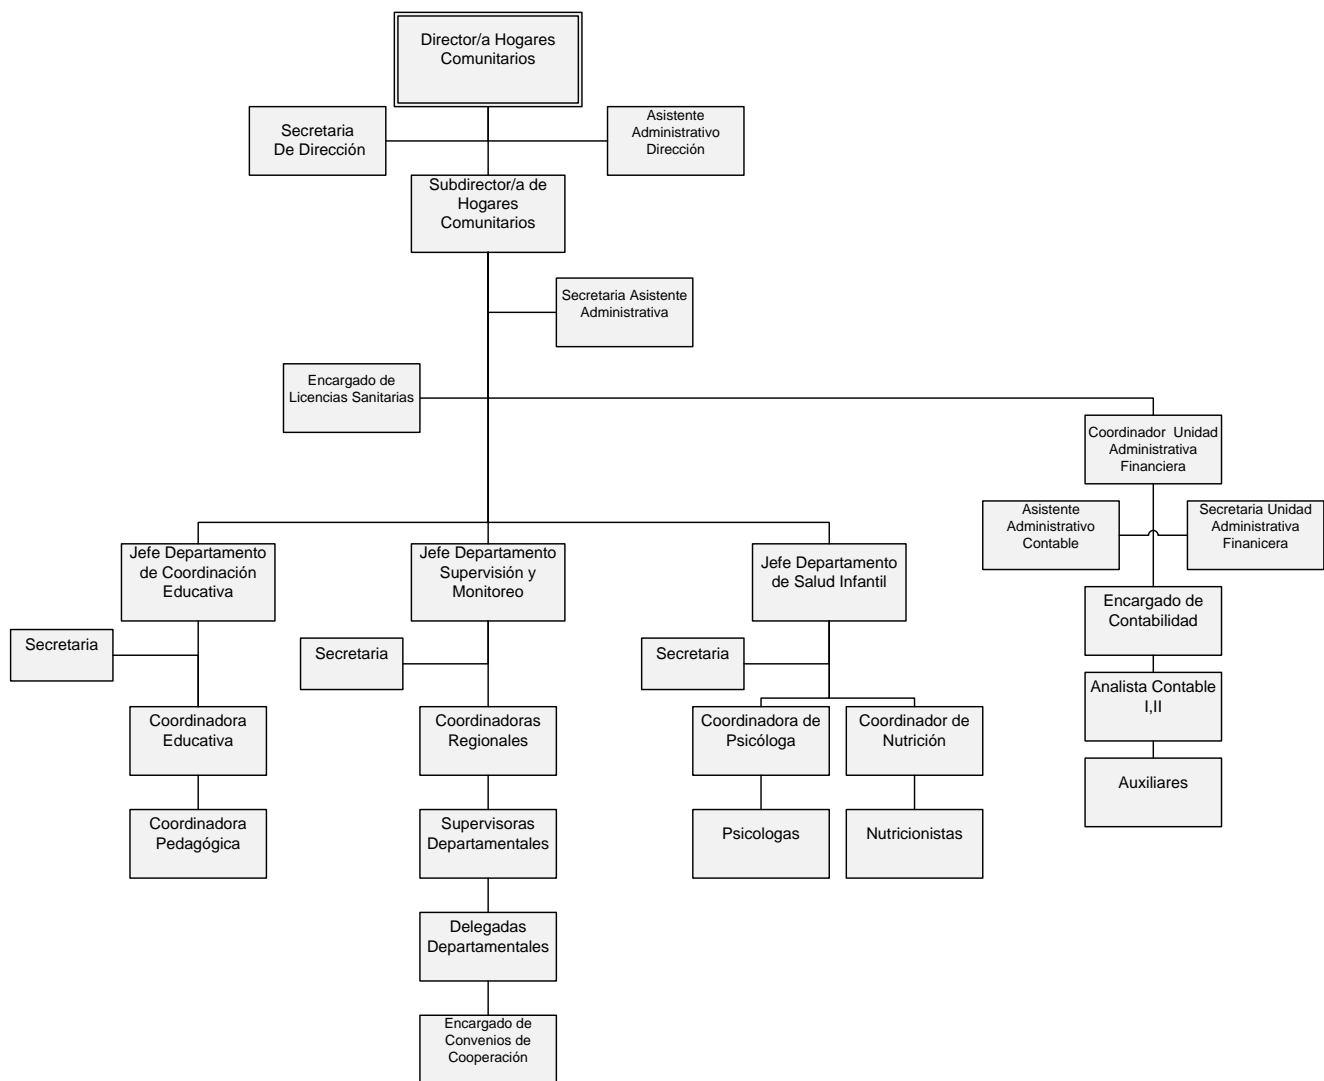 Director/a Hogares
Comunitarios
Secretaria
De Dirección
Asistente
Administrativo
Dirección
Subdirector/a de
Hogares
Comunitarios
Secretaria Asistente
Administrativa
Encargado de
Licencias Sanitarias
Coordinador Unidad
Administrativa
Financiera
Asistente
Administrativo
Contable
Secretaria Unidad
Administrativa
Finanicera
Jefe Departamento
de Coordinación
Educativa
Jefe Departamento
Supervisión y
Monitoreo
Jefe Departamento
de Salud Infantil
Encargado de
Contabilidad
Secretaria
Secretaria
Secretaria
Analista Contable
I,II
Coordinadora
Educativa
Coordinadoras
Regionales
Coordinadora de
Psicóloga
Coordinador de
Nutrición
Auxiliares
Coordinadora
Pedagógica
Supervisoras
Departamentales
Psicologas
Nutricionistas
Delegadas
Departamentales
Encargado de
Convenios de
Cooperación